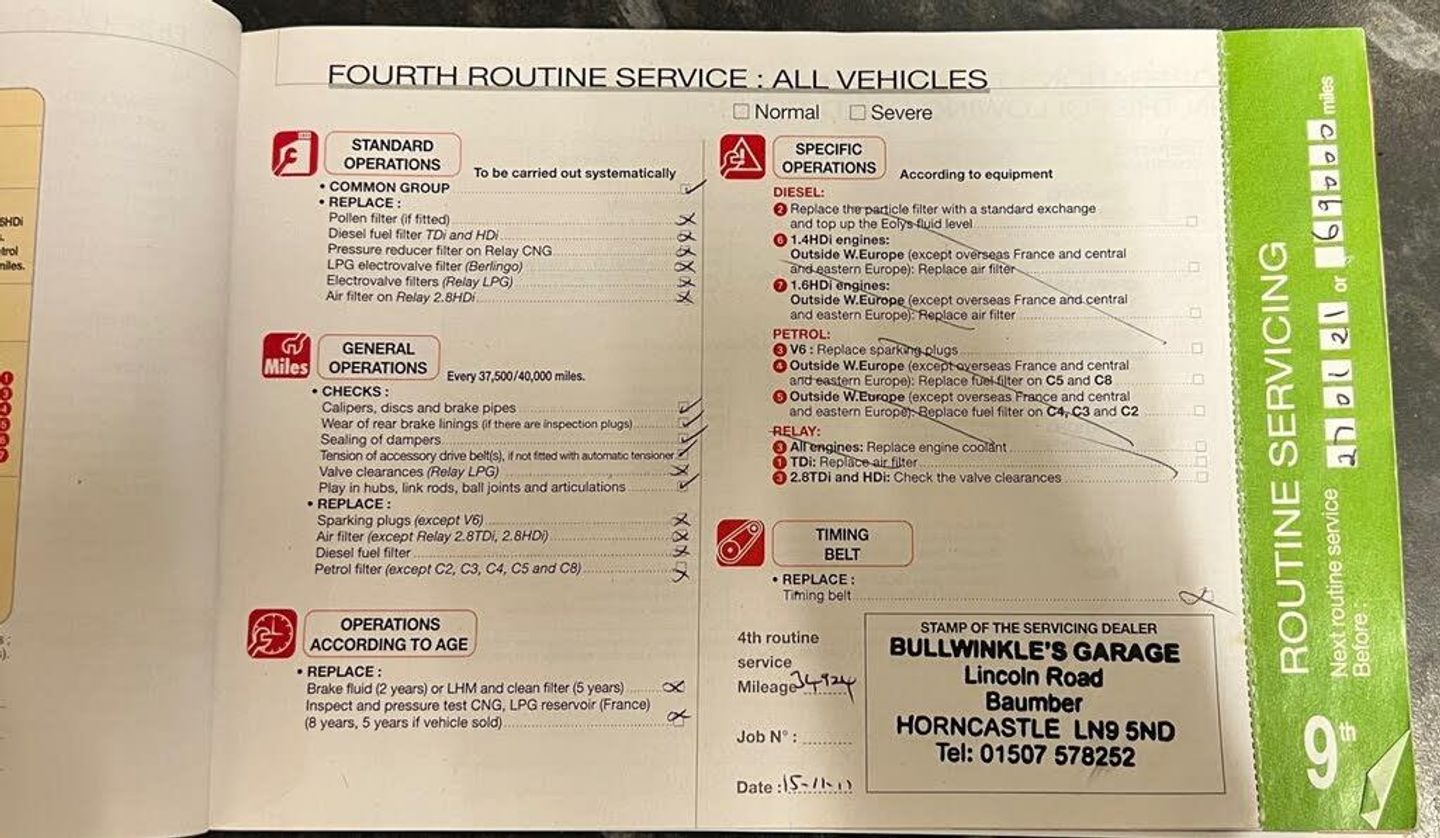 FOURTH ROUTINE SERVICE : ALL VEHICLES
Normal Severe
STANDARD
OPERATIONS
To be carried out systematically
• COMMON GROUP
• REPLACE :
Pollen filter (if fitted)
Diesel fuel filter TDi and HDi
Pressure reducer filter on Relay CNG
LPG electrovalve filter (Berlingo)
Electrovalve filters (Relay LPG)
Air filter on Relay 2.8HDi
Miles
GENERAL
OPERATIONS
Every 37,500/40,000 miles.
• CHECKS :
Calipers, discs and brake pipes
Wear of rear brake linings (if there are inspection plugs)
Sealing of dampers
Tension of accessory drive belt(s), if not fitted with automatic tensioner
Valve clearances (Relay LPG)
Play in hubs, link rods, ball joints and articulations
• REPLACE :
Sparking plugs (except V6)
Air filter (except Relay 2.8TDi, 2.8HDi)
Diesel fuel filter
Petrol filter (except C2, C3, C4, C5 and C8)
OPERATIONS
ACCORDING TO AGE
• REPLACE :
Brake fluid (2 years) or LHM and clean filter (5 years)
Inspect and pressure test CNG, LPG reservoir (France)
(8 years, 5 years if vehicle sold)
SPECIFIC
OPERATIONS
According to equipment
DIESEL:
2 Replace the particle filter with a standard exchange
and top up the Eolys fluid level
6 1.4HDi engines:
Outside W.Europe (except overseas France and central
and eastern Europe): Replace air filter
7 1.6HDi engines:
Outside W.Europe (except overseas France and central
and eastern Europe): Replace air filter
PETROL:
3 V6 : Replace sparking plugs
4 Outside W.Europe (except overseas France and central
and eastern Europe): Replace fuel filter on C5 and C8
5 Outside W.Europe (except overseas France and central
and eastern Europe): Replace fuel filter on C4, C3 and C2
RELAY:
3 All engines: Replace engine coolant
1 TDi: Replace air filter
3 2.8TDi and HDi: Check the valve clearances
TIMING
BELT
• REPLACE :
Timing belt
4th routine
service
Mileage 34924
Job N° :
Date : 15-11-11
STAMP OF THE SERVICING DEALER
BULLWINKLE'S GARAGE
Lincoln Road
Baumber
HORNCASTLE LN9 5ND
Tel: 01507 578252
9th ROUTINE SERVICING
Next routine service
Before : 27 01 21 or 69000 miles
5HDi
trol
miles.